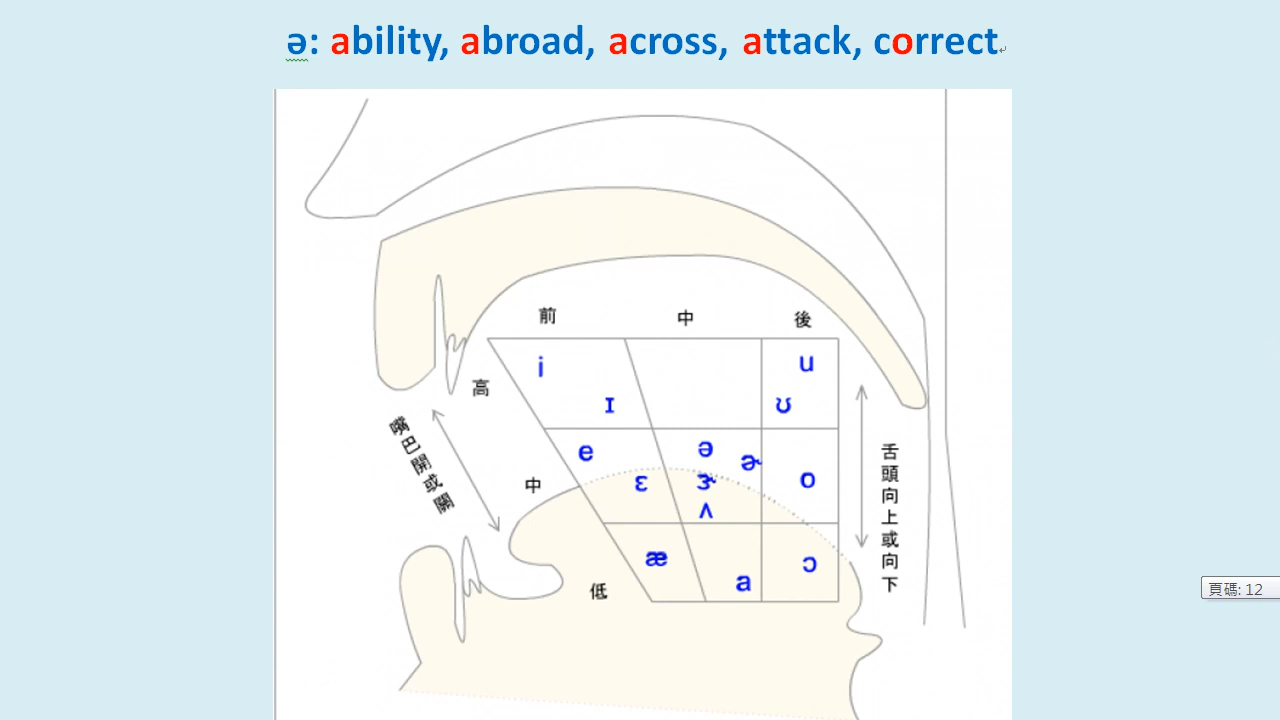 ə: ability, abroad, across, attack, correct
前 中 後
i u
高 ɪ ʊ
嘴巴開或關
e ə ɚ
中 ɛ ɝ o
ʌ
舌頭向上或向下
æ ɔ
低 a
頁碼: 12